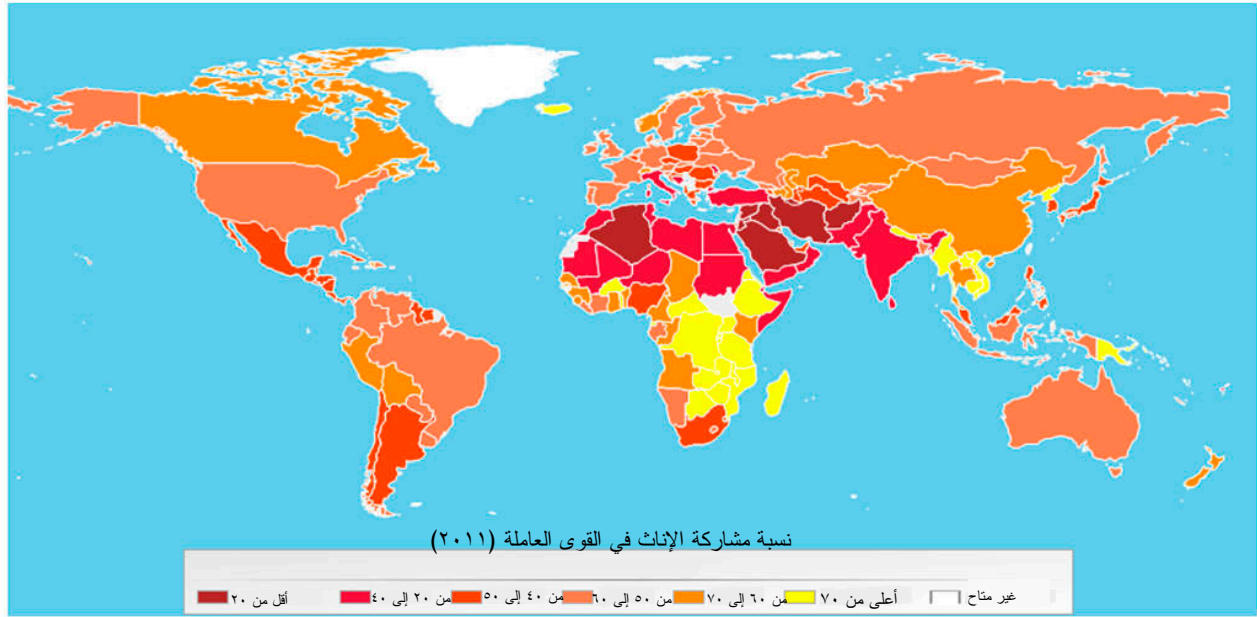 نسبة مشاركة الإناث في القوى العاملة (٢٠١١)
أقل من ٢٠ من ٢٠ إلى ٤٠ من ٤٠ إلى ٥٠ من ٥٠ إلى ٦٠ من ٦٠ إلى ٧٠ أعلى من ٧٠ غير متاح